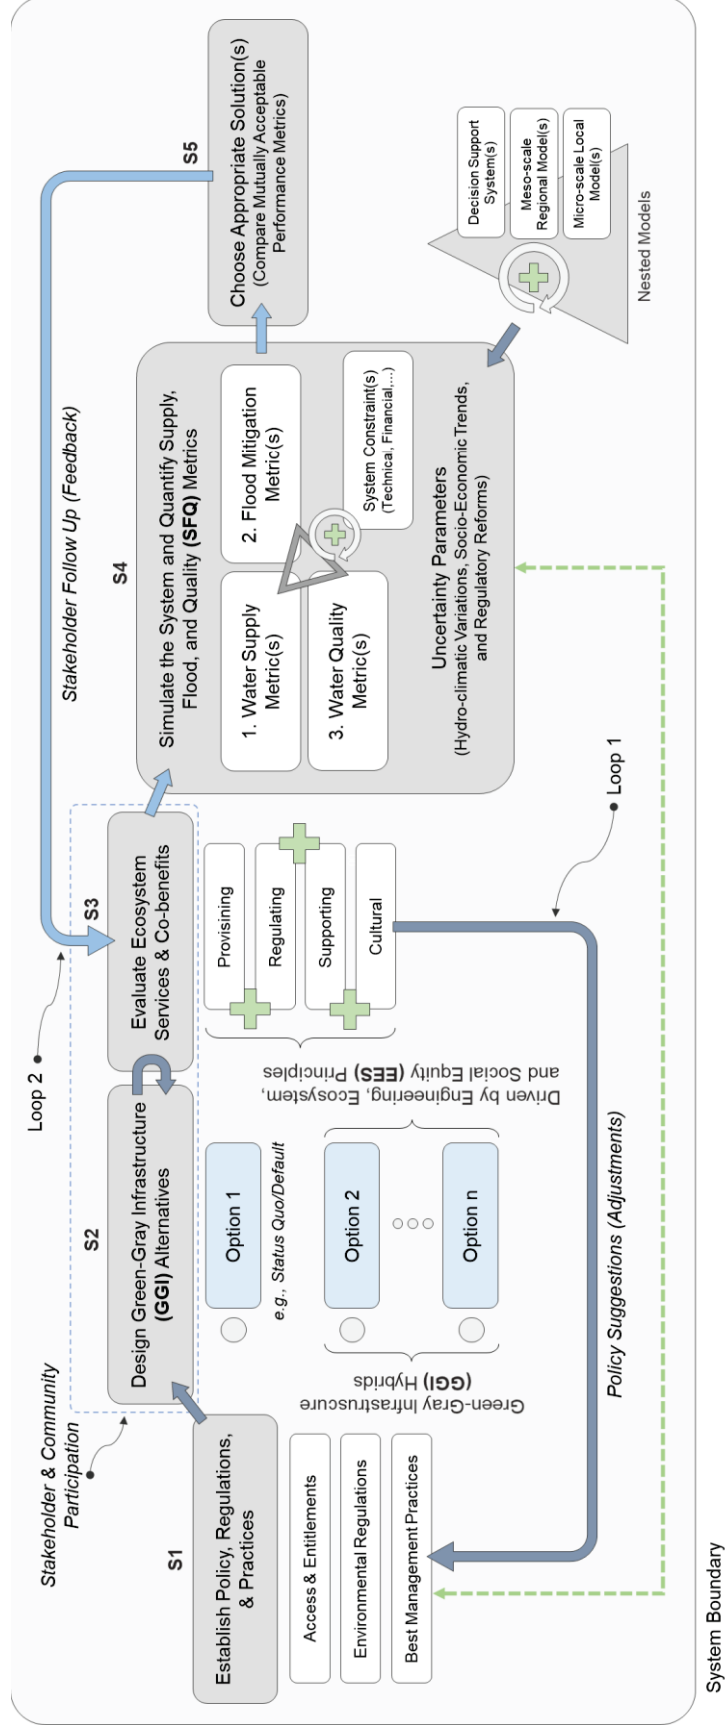 Stakeholder & Community
Participation
S1
Establish Policy, Regulations,
& Practices
Access & Entitlements
Environmental Regulations
Best Management Practices
S2
Design Green-Gray Infrastructure
(GGI) Alternatives
Option 1
e.g., Status Quo/Default
Option 2
Option n
Green-Gray Infrastruscure
(GGI) Hybrids
Driven by Engineering, Ecosystem,
and Social Equity (EES) Principles
Loop 2
S3
Evaluate Ecosystem
Services & Co-benefits
Provisining
Regulating
Supporting
Cultural
Stakeholder Follow Up (Feedback)
S4
Simulate the System and Quantify Supply,
Flood, and Quality (SFQ) Metrics
1. Water Supply
Metric(s)
2. Flood Mitigation
Metric(s)
3. Water Quality
Metric(s)
System Constraint(s)
(Technical, Financial,...)
Uncertainty Parameters
(Hydro-climatic Variations, Socio-Economic Trends,
and Regulatory Reforms)
S5
Choose Appropriate Solution(s)
(Compare Mutually Acceptable
Performance Metrics)
Decision Support
System(s)
Meso-scale
Regional Model(s)
Micro-scale Local
Model(s)
Nested Models
Loop 1
Policy Suggestions (Adjustments)
System Boundary